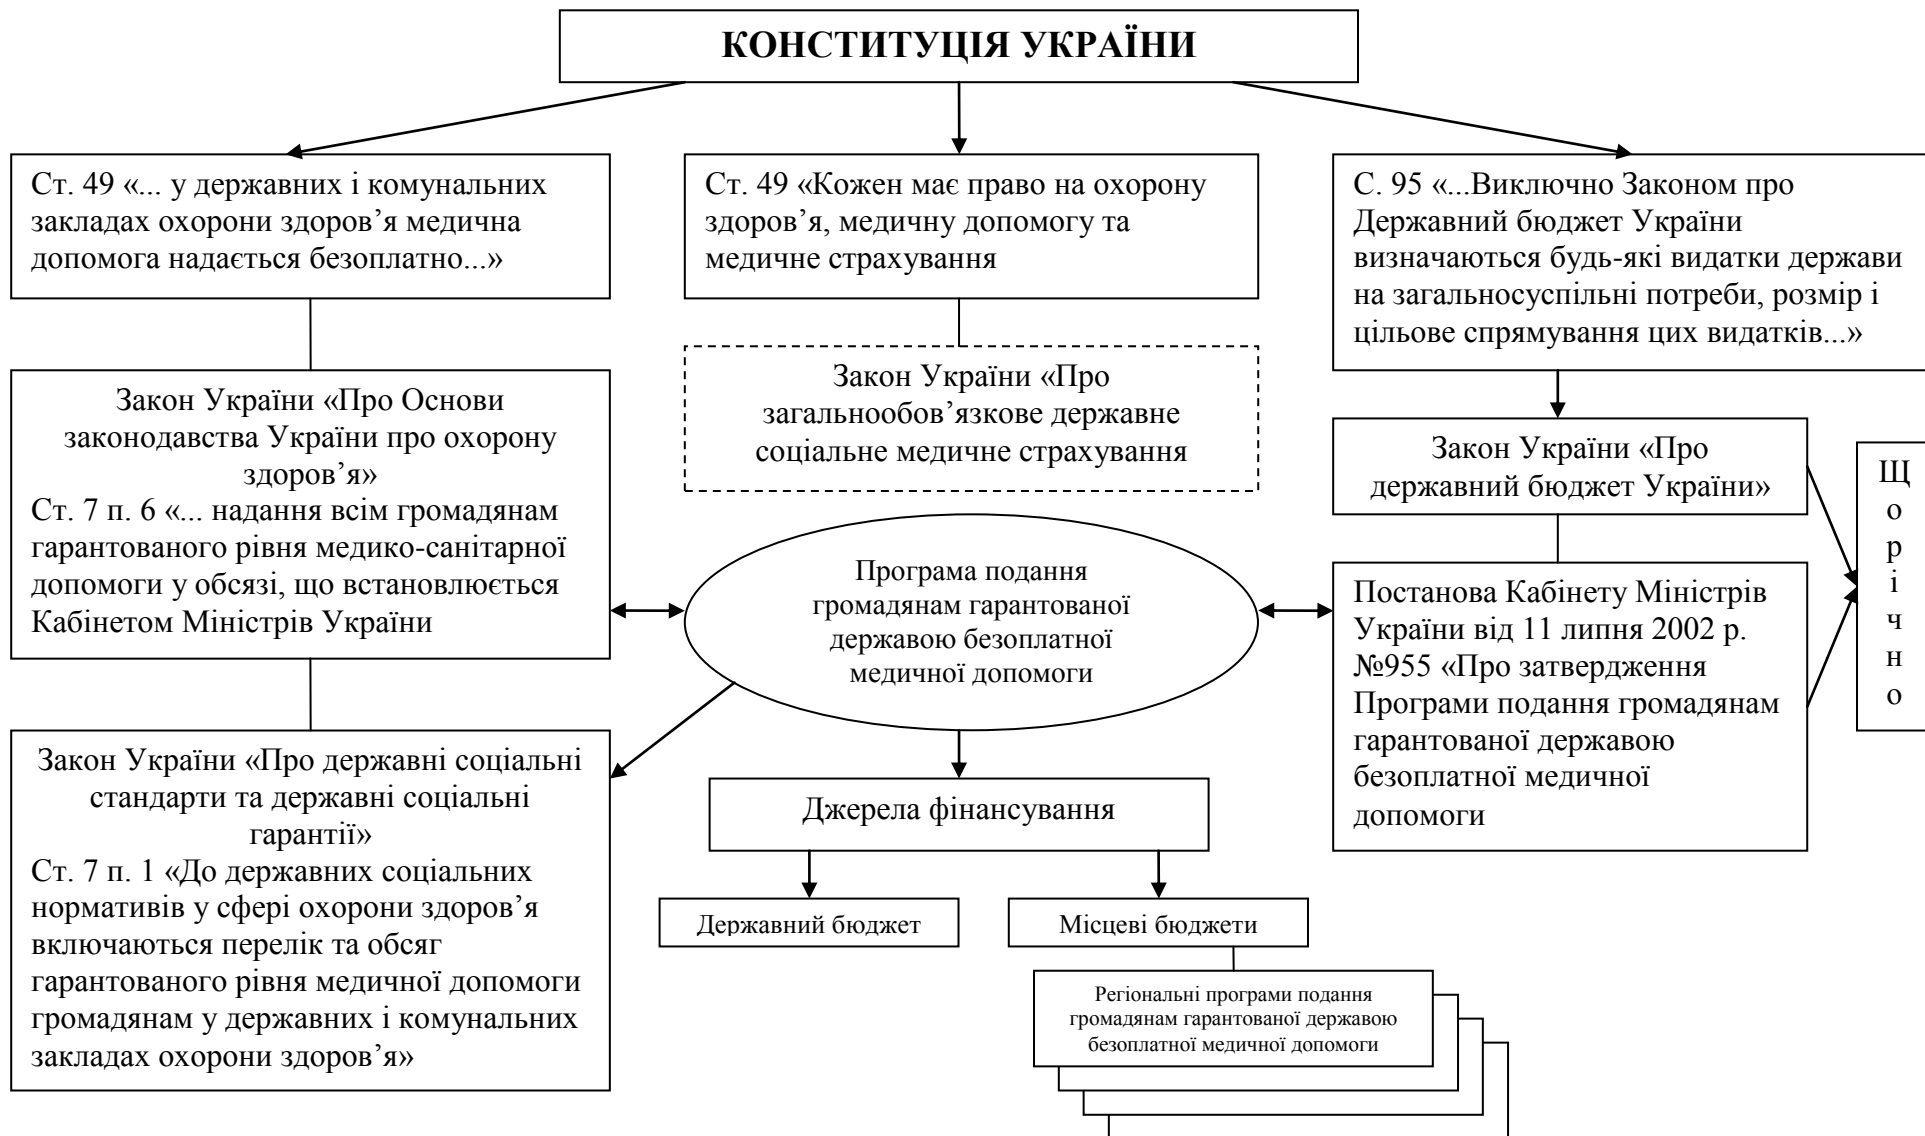 КОНСТИТУЦІЯ УКРАЇНИ
Ст. 49 «... у державних і комунальних
закладах охорони здоров’я медична
допомога надається безоплатно...»
Ст. 49 «Кожен має право на охорону
здоров’я, медичну допомогу та
медичне страхування
С. 95 «...Виключно Законом про
Державний бюджет України
визначаються будь-які видатки держави
на загальносуспільні потреби, розмір і
цільове спрямування цих видатків...»
Закон України «Про Основи
законодавства України про охорону
здоров’я»
Ст. 7 п. 6 «... надання всім громадянам
гарантованого рівня медико-санітарної
допомоги у обсязі, що встановлюється
Кабінетом Міністрів України
Закон України «Про
загальнообов’язкове державне
соціальне медичне страхування
Закон України «Про
державний бюджет України»
Щ
о
р
і
ч
н
о
Програма подання
громадянам гарантованої
державою безоплатної
медичної допомоги
Постанова Кабінету Міністрів
України від 11 липня 2002 р.
№955 «Про затвердження
Програми подання громадянам
гарантованої державою
безоплатної медичної
допомоги
Закон України «Про державні соціальні
стандарти та державні соціальні
гарантії»
Ст. 7 п. 1 «До державних соціальних
нормативів у сфері охорони здоров’я
включаються перелік та обсяг
гарантованого рівня медичної допомоги
громадянам у державних і комунальних
закладах охорони здоров’я»
Джерела фінансування
Державний бюджет
Місцеві бюджети
Регіональні програми подання
громадянам гарантованої державою
безоплатної медичної допомоги